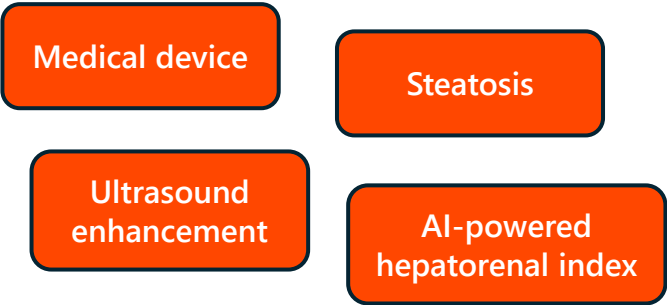 Medical device
Steatosis
Ultrasound
enhancement
AI-powered
hepatorenal index